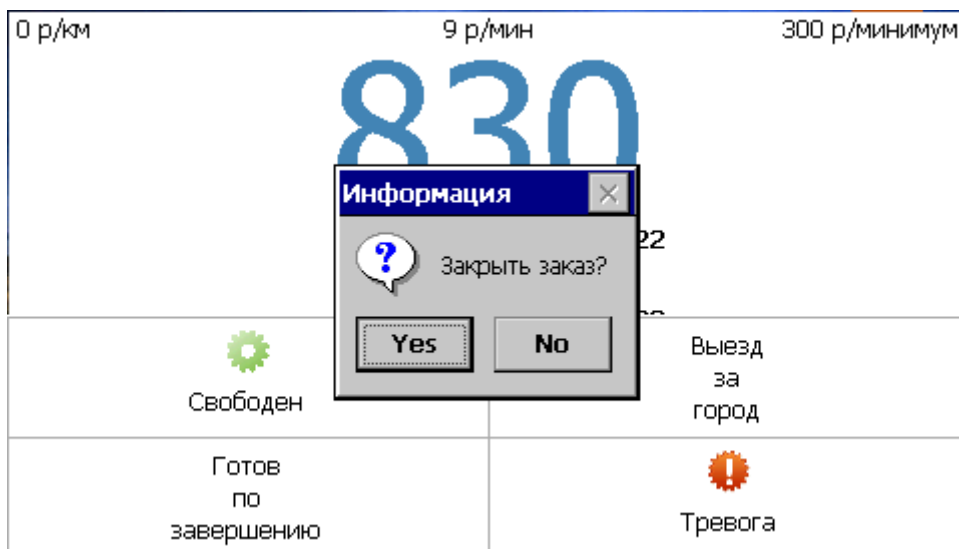 0 р/км 9 р/мин 300 р/минимум
830
Информация
22
Закрыть заказ?
Yes No
Свободен
Выезд
за
город
Готов
по
завершению
Тревога